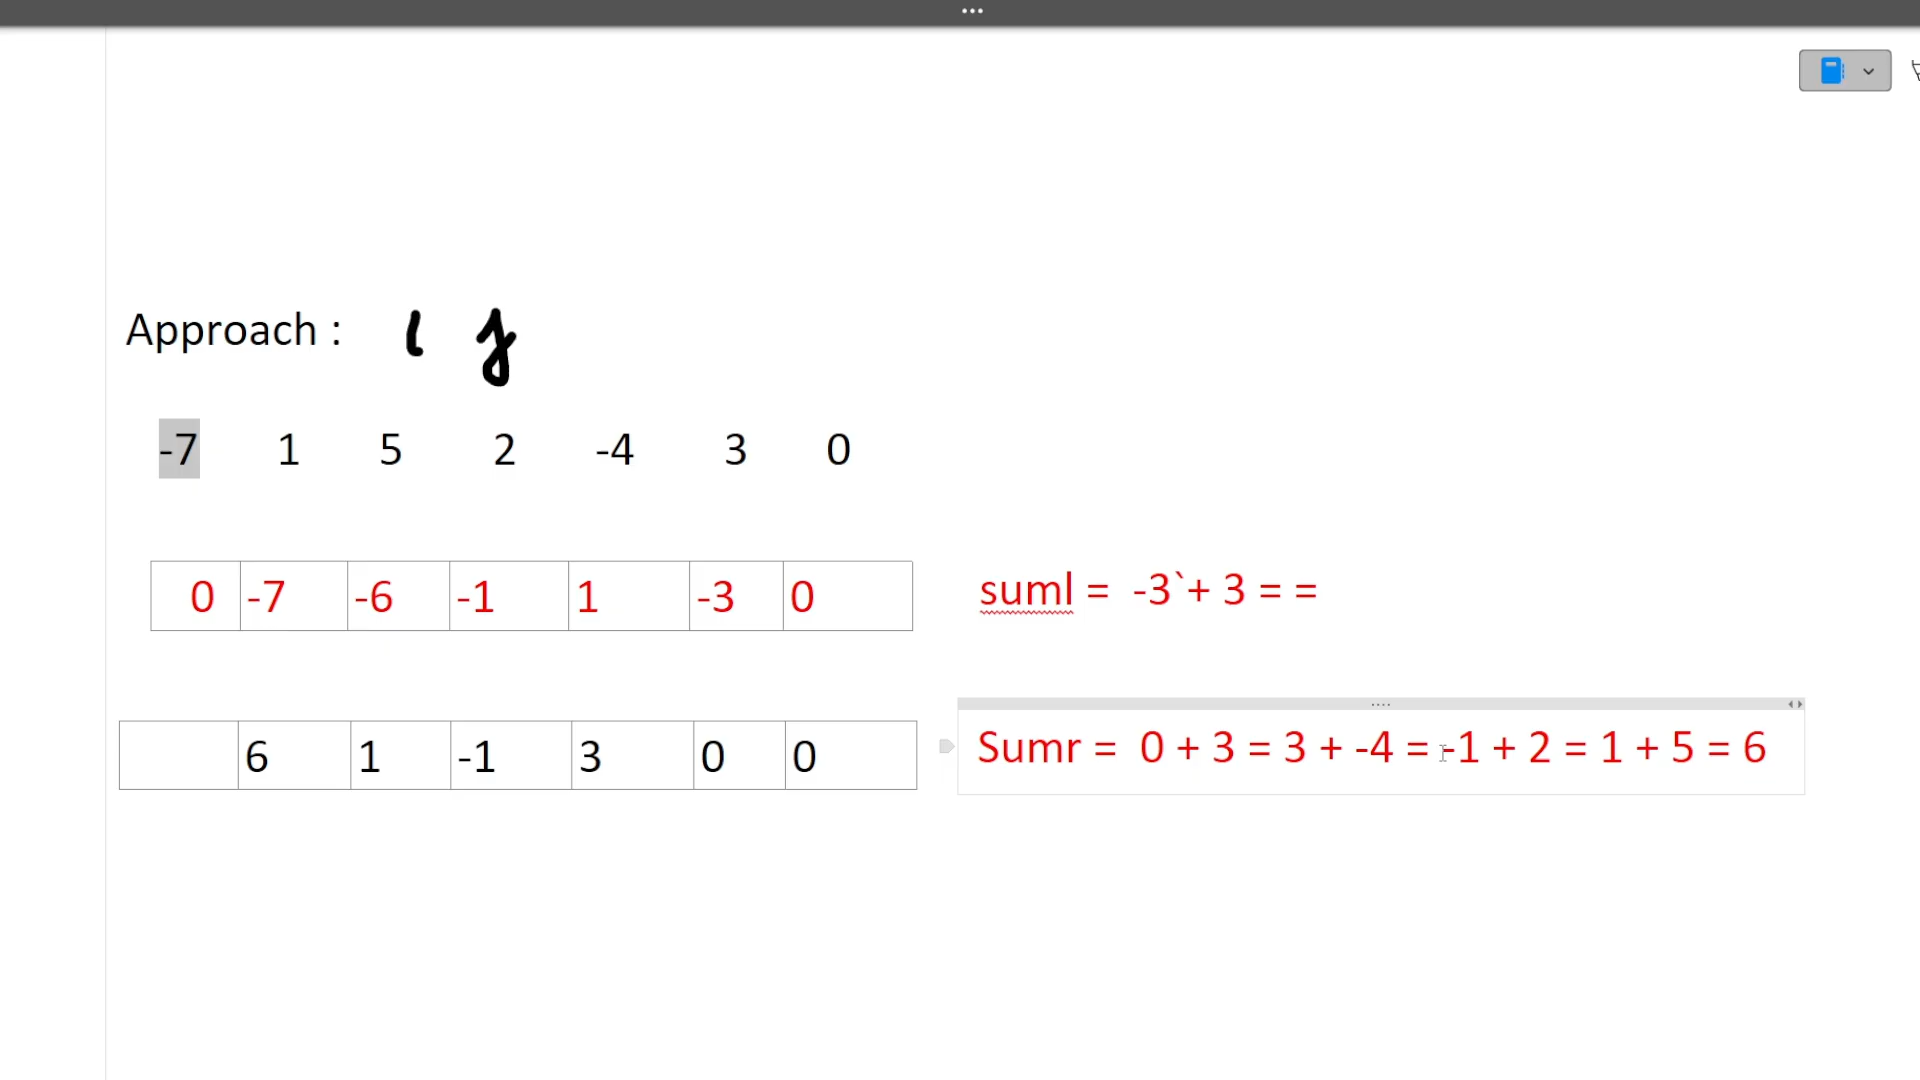 Approach : i j
-7 1 5 2 -4 3 0
0 -7 -6 -1 1 -3 0
suml = -3`+ 3 = =
6 1 -1 3 0 0
Sumr = 0 + 3 = 3 + -4 = -1 + 2 = 1 + 5 = 6